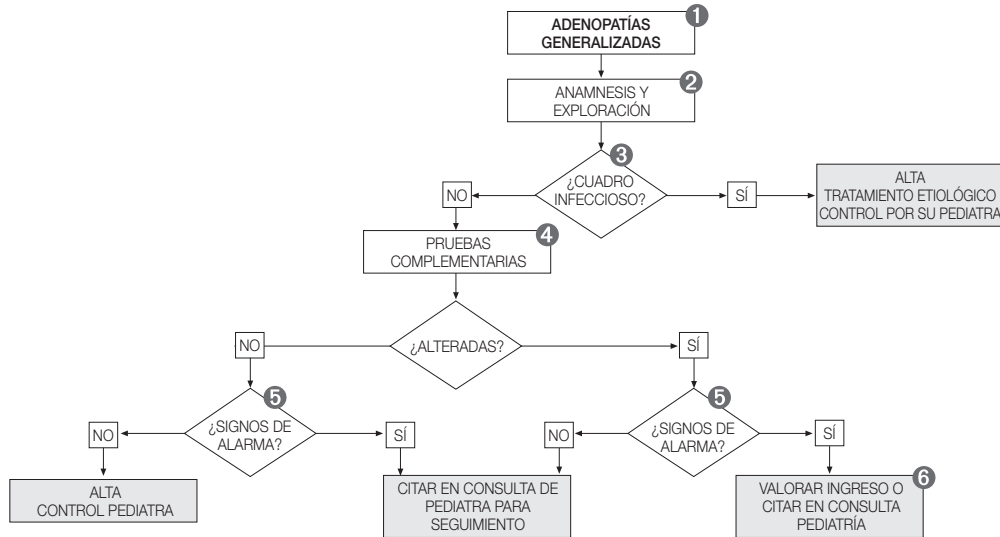 1
ADENOPATÍAS
GENERALIZADAS
2
ANAMNESIS Y
EXPLORACIÓN
3
¿CUADRO
INFECCIOSO?
NO
SÍ
ALTA
TRATAMIENTO ETIOLÓGICO
CONTROL POR SU PEDIATRA
4
PRUEBAS
COMPLEMENTARIAS
¿ALTERADAS?
NO
SÍ
5
¿SIGNOS DE
ALARMA?
NO
SÍ
5
¿SIGNOS DE
ALARMA?
NO
SÍ
ALTA
CONTROL PEDIATRA
CITAR EN CONSULTA DE
PEDIATRA PARA
SEGUIMIENTO
6
VALORAR INGRESO O
CITAR EN CONSULTA
PEDIATRÍA